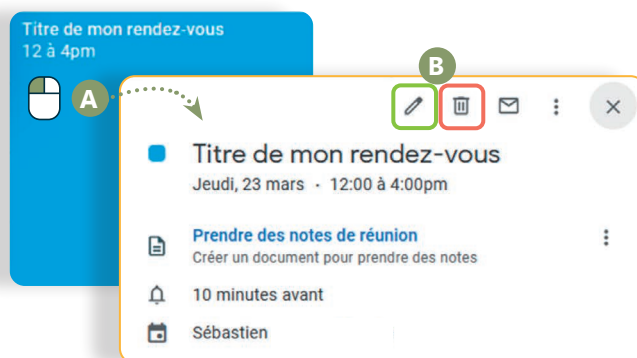 Titre de mon rendez-vous
12 à 4pm
A
B
Titre de mon rendez-vous
Jeudi, 23 mars · 12:00 à 4:00pm
Prendre des notes de réunion
Créer un document pour prendre des notes
10 minutes avant
Sébastien